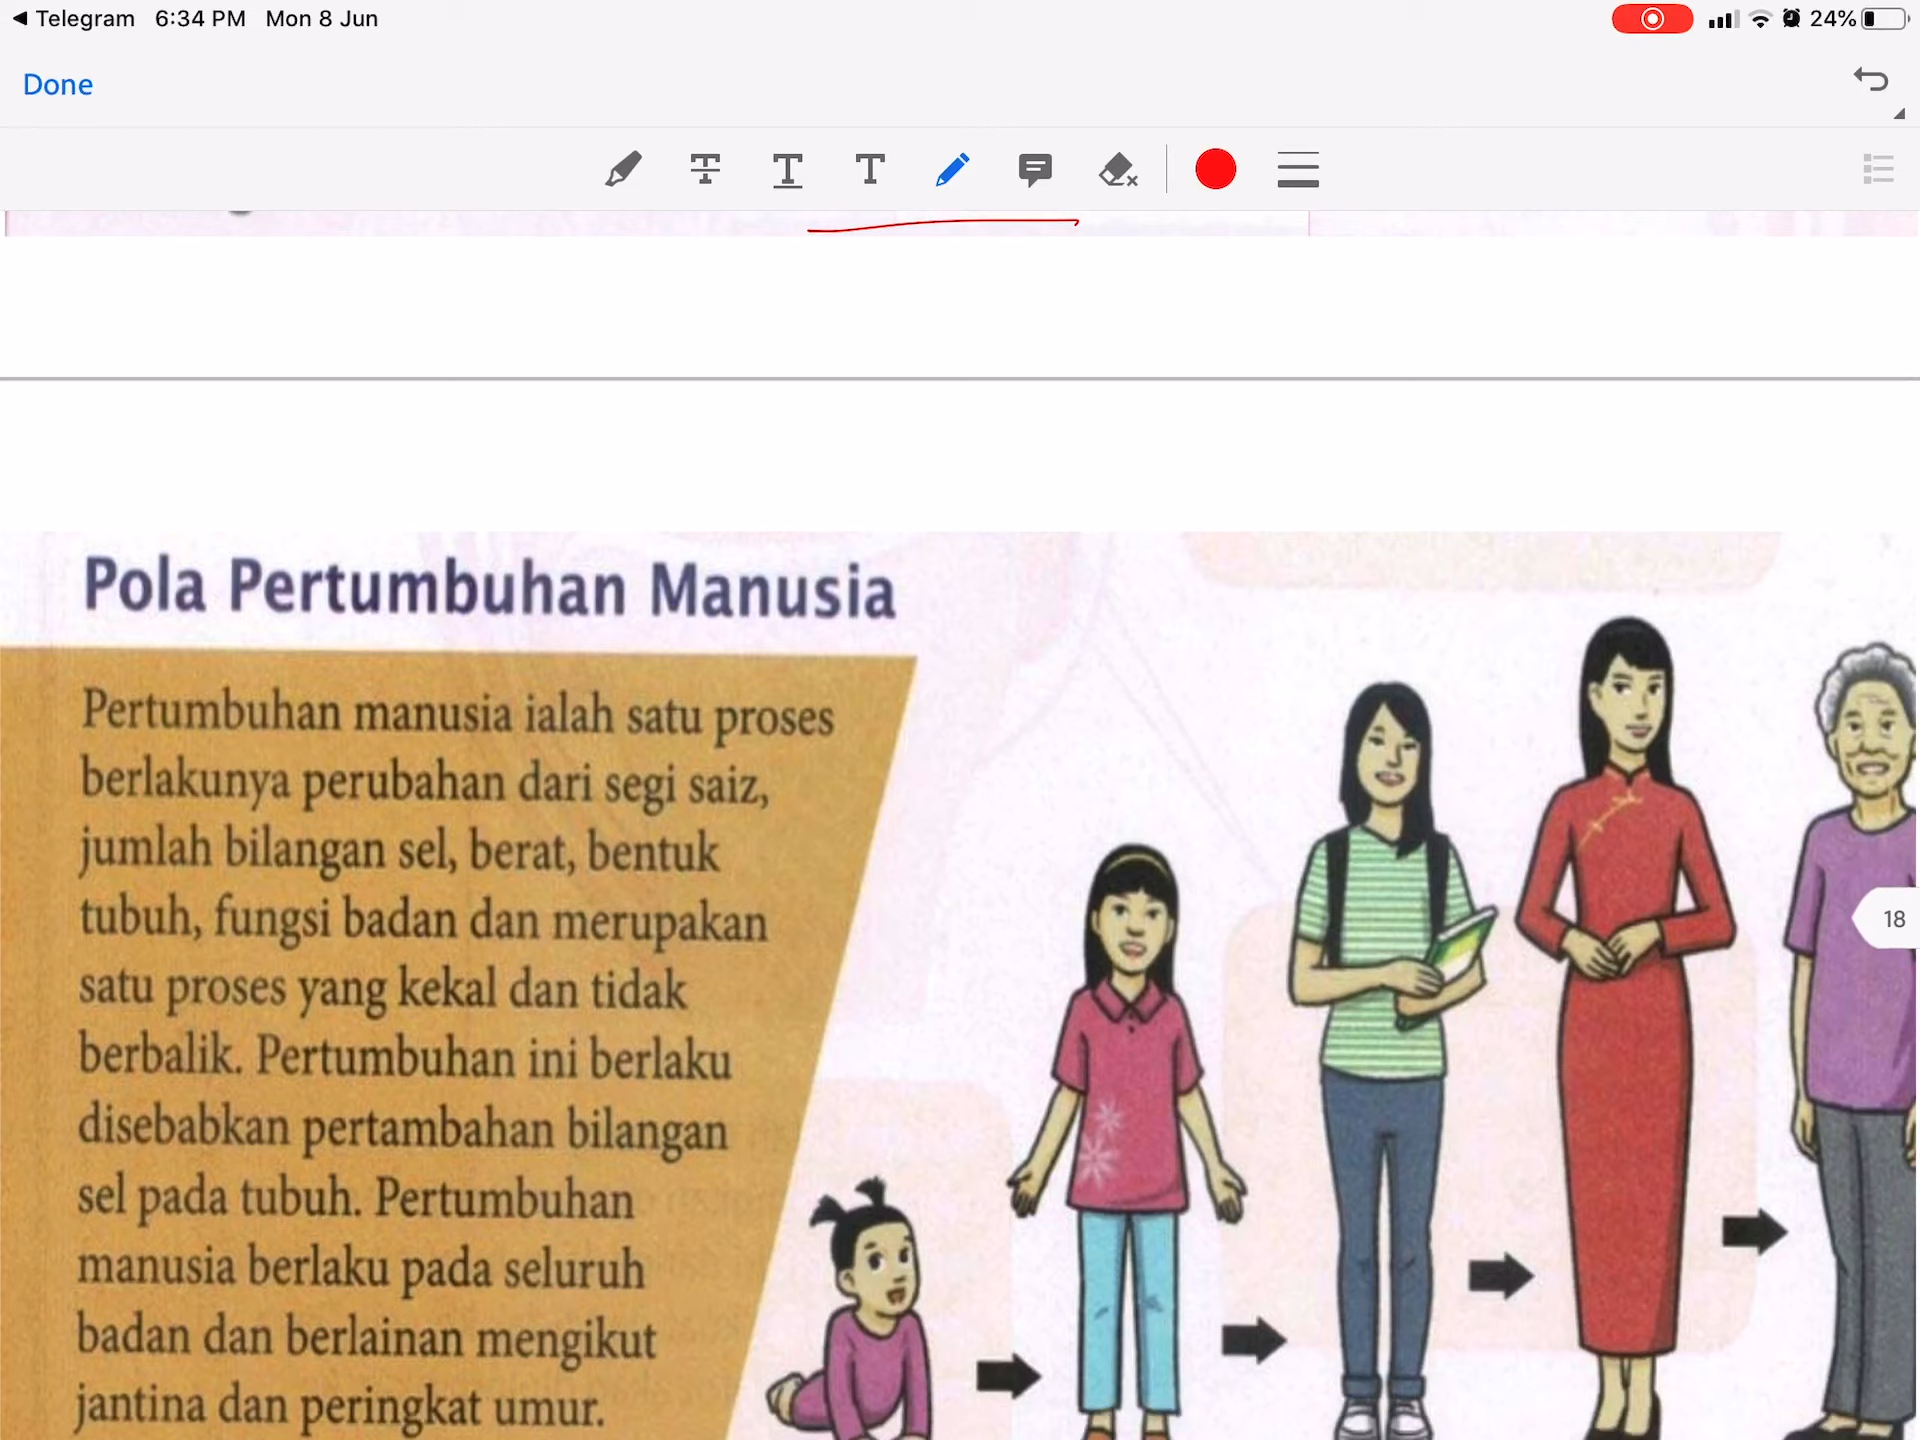 Telegram 6:34 PM Mon 8 Jun 24%
Done
T T T
18
Pola Pertumbuhan Manusia
Pertumbuhan manusia ialah satu proses
berlakunya perubahan dari segi saiz,
jumlah bilangan sel, berat, bentuk
tubuh, fungsi badan dan merupakan
satu proses yang kekal dan tidak
berbalik. Pertumbuhan ini berlaku
disebabkan pertambahan bilangan
sel pada tubuh. Pertumbuhan
manusia berlaku pada seluruh
badan dan berlainan mengikut
jantina dan peringkat umur.